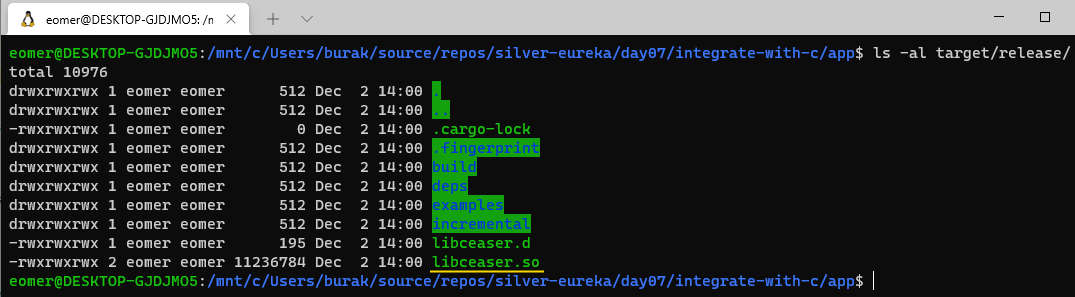 eomer@DESKTOP-GJDJMO5: /n
eomer@DESKTOP-GJDJMO5:/mnt/c/Users/burak/source/repos/silver-eureka/day07/integrate-with-c/app$ ls -al target/release/
total 10976
drwxrwxrwx 1 eomer eomer      512 Dec  2 14:00 .
drwxrwxrwx 1 eomer eomer      512 Dec  2 14:00 ..
-rwxrwxrwx 1 eomer eomer        0 Dec  2 14:00 .cargo-lock
drwxrwxrwx 1 eomer eomer      512 Dec  2 14:00 .fingerprint
drwxrwxrwx 1 eomer eomer      512 Dec  2 14:00 build
drwxrwxrwx 1 eomer eomer      512 Dec  2 14:00 deps
drwxrwxrwx 1 eomer eomer      512 Dec  2 14:00 examples
drwxrwxrwx 1 eomer eomer      512 Dec  2 14:00 incremental
-rwxrwxrwx 1 eomer eomer      195 Dec  2 14:00 libceaser.d
-rwxrwxrwx 2 eomer eomer 11236784 Dec  2 14:00 libceaser.so
eomer@DESKTOP-GJDJMO5:/mnt/c/Users/burak/source/repos/silver-eureka/day07/integrate-with-c/app$